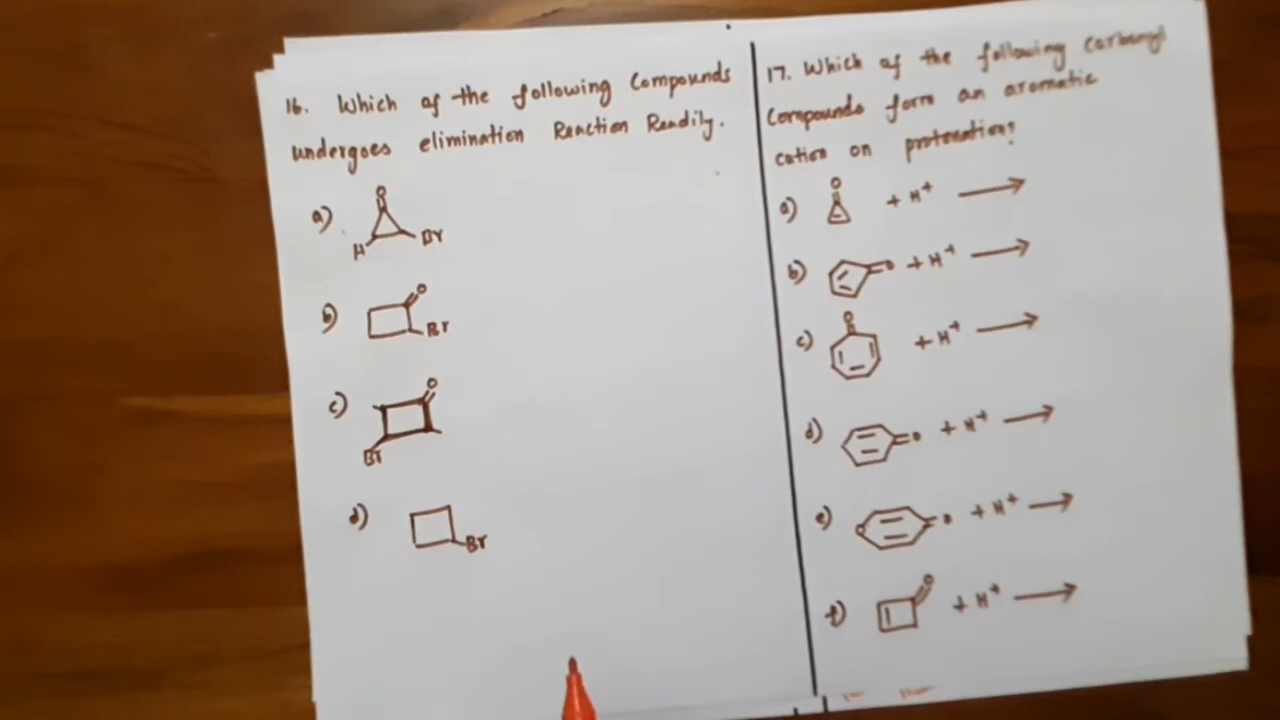 16. Which of the following Compounds
undergoes elimination Reaction Readily.
a) O
H Br
b) O
Br
c) O
Br
d) Br
17. Which of the following Carbonyl
Compounds form an aromatic
cation on protonation?
a) O + H+ →
b) O + H+ →
c) O + H+ →
d) O + H+ →
e) O O + H+ →
f) O + H+ →